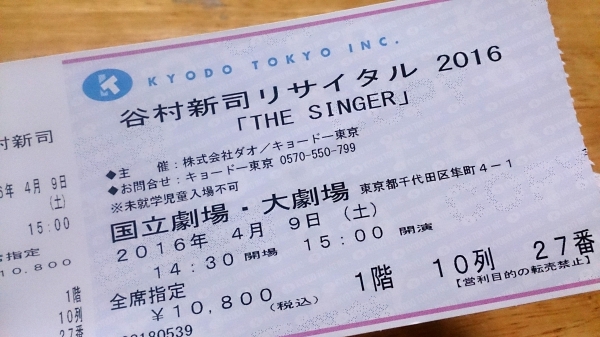 K KYODO TOKYO INC.
谷村新司リサイタル 2016
「THE SINGER」
◆主　催：株式会社ダオ／キョードー東京
◆お問合せ：キョードー東京 0570-550-799
※未就学児童入場不可
国立劇場・大劇場 東京都千代田区隼町４－１
２０１６年　４月　９日（土）
14:30 開場　15:00 開演
全席指定　1階　10列　27番
￥10,800（税込）　【営利目的の転売禁止】
村新司
4月 9日
（土）
15:00
指定
10,800
1階
10列
27番